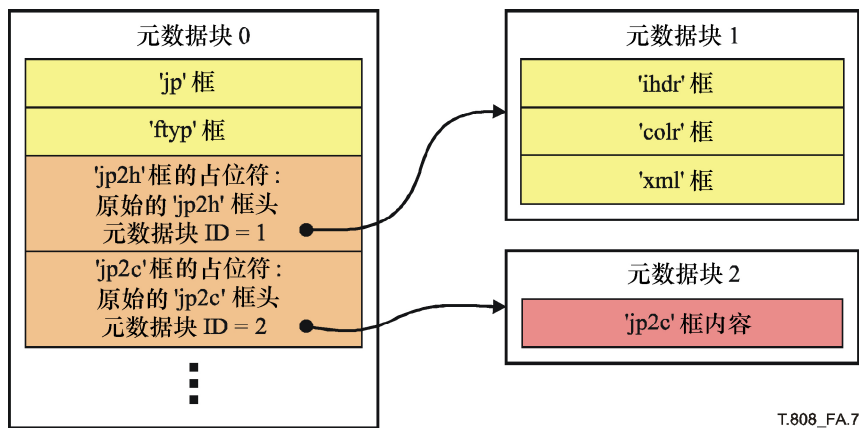 元数据块 0
'jp' 框
'ftyp' 框
'jp2h' 框的占位符:
原始的 'jp2h' 框头
元数据块 ID = 1
'jp2c' 框的占位符:
原始的 'jp2c' 框头
元数据块 ID = 2
元数据块 1
'ihdr' 框
'colr' 框
'xml' 框
元数据块 2
'jp2c' 框内容
T.808_FA.7